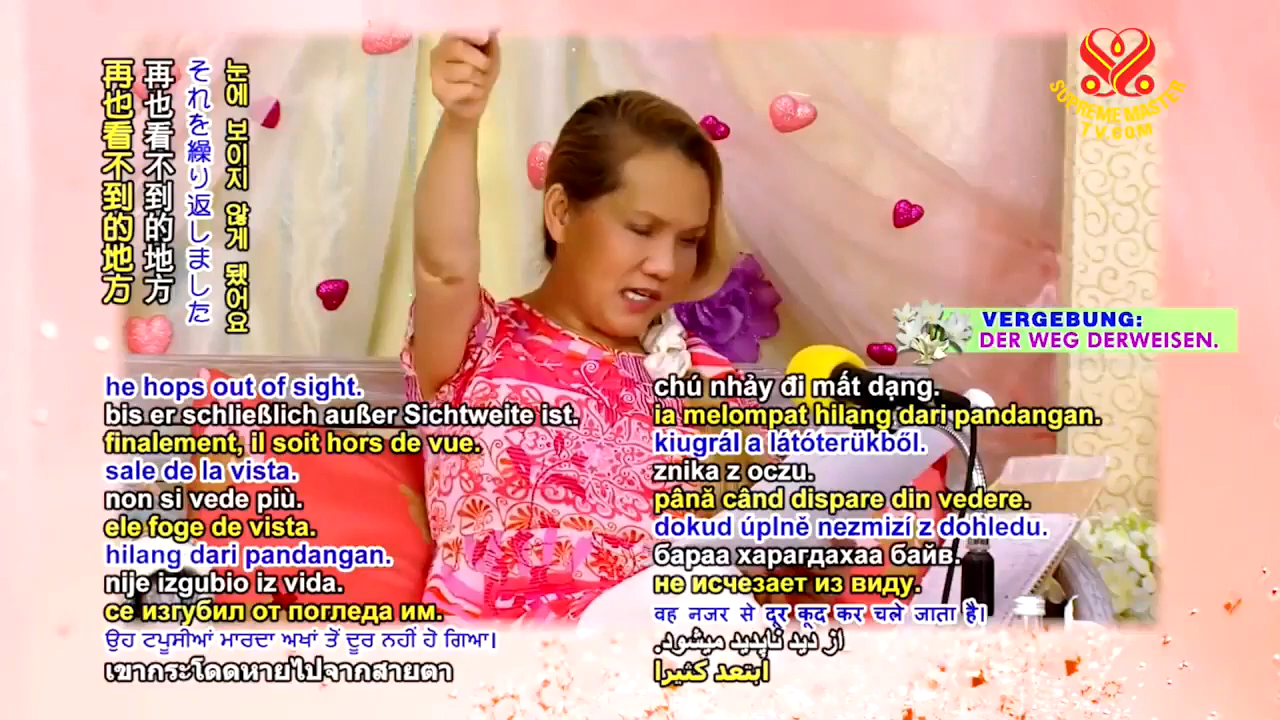 再也看不到的地方
再也看不到的地方
それを繰り返しました
눈에 보이지 않게 됐어요
SUPREME MASTER
TV.COM
VERGEBUNG:
DER WEG DERWEISEN.
he hops out of sight.
bis er schließlich außer Sichtweite ist.
finalement, il soit hors de vue.
sale de la vista.
non si vede più.
ele foge de vista.
hilang dari pandangan.
nije izgubio iz vida.
се изгубил от погледа им.
ਉਹ ਟਪੂਸੀਆਂ ਮਾਰਦਾ ਅਖਾਂ ਤੋਂ ਦੂਰ ਨਹੀਂ ਹੋ ਗਿਆ।
เขากระโดดหายไปจากสายตา
chú nhảy đi mất dạng.
ia melompat hilang dari pandangan.
kiugrál a látóterükből.
znika z oczu.
până când dispare din vedere.
dokud úplně nezmizí z dohledu.
бараа харагдахаа байв.
не исчезает из виду.
वह नजर से दूर कूद कर चले जाता है।
از دید ناپدید میشود.
ابتعد كثيرا